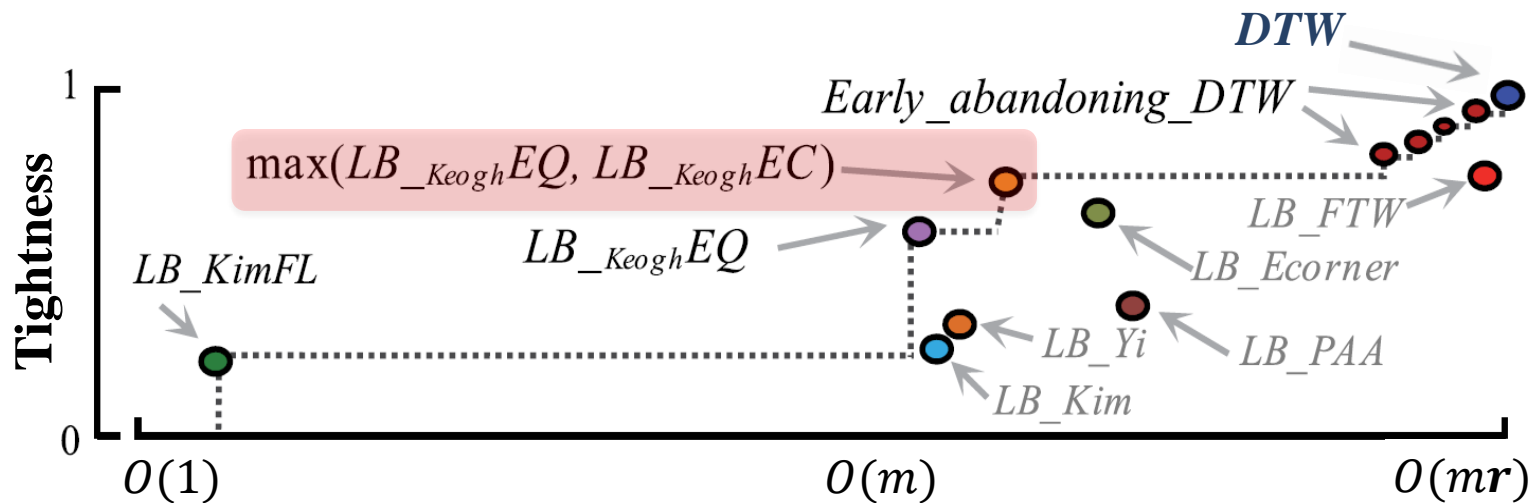 DTW
1
Early_abandoning_DTW
max(LB_KeoghEQ, LB_KeoghEC)
LB_FTW
LB_KeoghEQ
LB_Ecorner
LB_KimFL
Tightness
LB_Yi
LB_PAA
LB_Kim
0
O(1) O(m) O(mr)